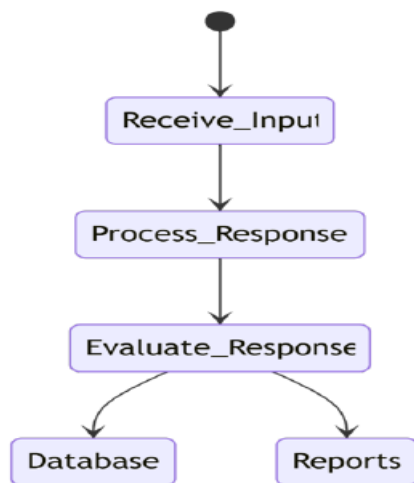 Receive_Input
Process_Response
Evaluate_Response
Database
Reports